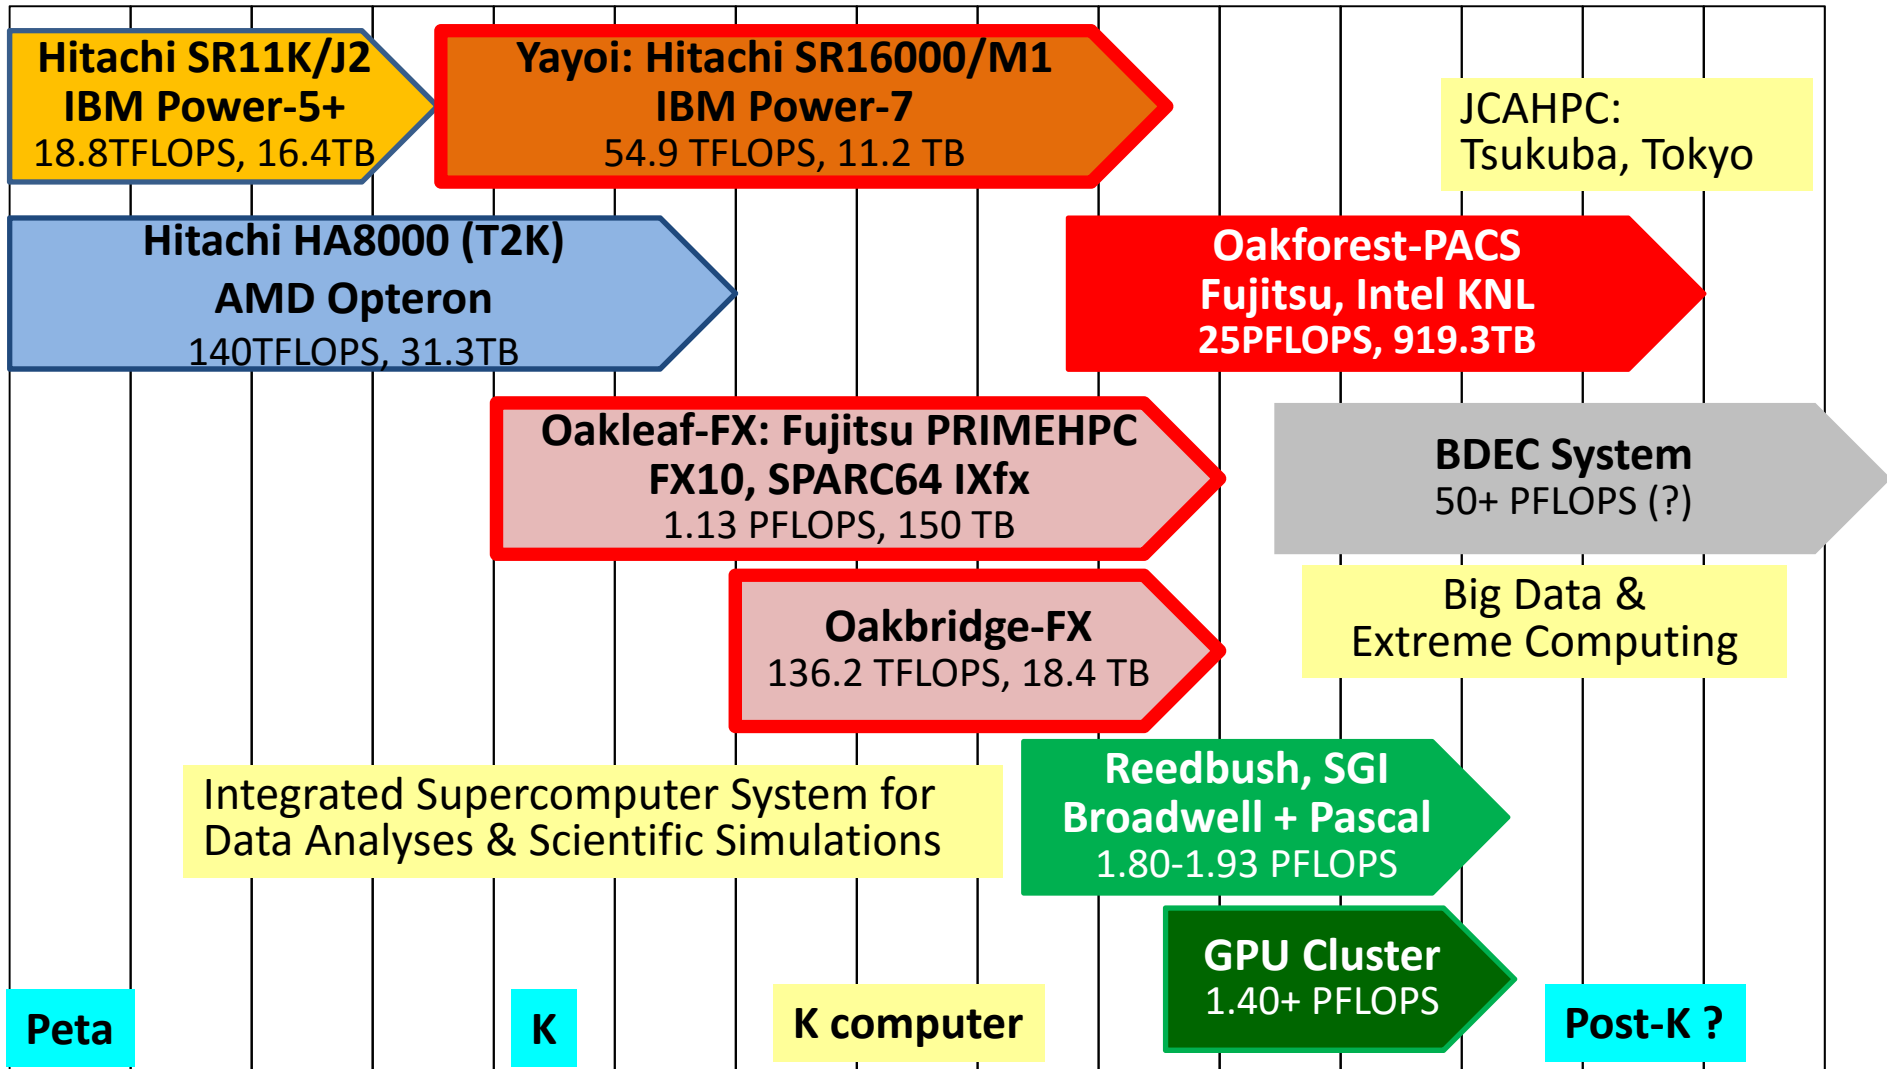 Hitachi SR11K/J2
IBM Power-5+
18.8TFLOPS, 16.4TB
Yayoi: Hitachi SR16000/M1
IBM Power-7
54.9 TFLOPS, 11.2 TB
JCAHPC:
Tsukuba, Tokyo
Hitachi HA8000 (T2K)
AMD Opteron
140TFLOPS, 31.3TB
Oakforest-PACS
Fujitsu, Intel KNL
25PFLOPS, 919.3TB
Oakleaf-FX: Fujitsu PRIMEHPC
FX10, SPARC64 IXfx
1.13 PFLOPS, 150 TB
BDEC System
50+ PFLOPS (?)
Oakbridge-FX
136.2 TFLOPS, 18.4 TB
Big Data &
Extreme Computing
Integrated Supercomputer System for
Data Analyses & Scientific Simulations
Reedbush, SGI
Broadwell + Pascal
1.80-1.93 PFLOPS
GPU Cluster
1.40+ PFLOPS
Peta
K
K computer
Post-K ?